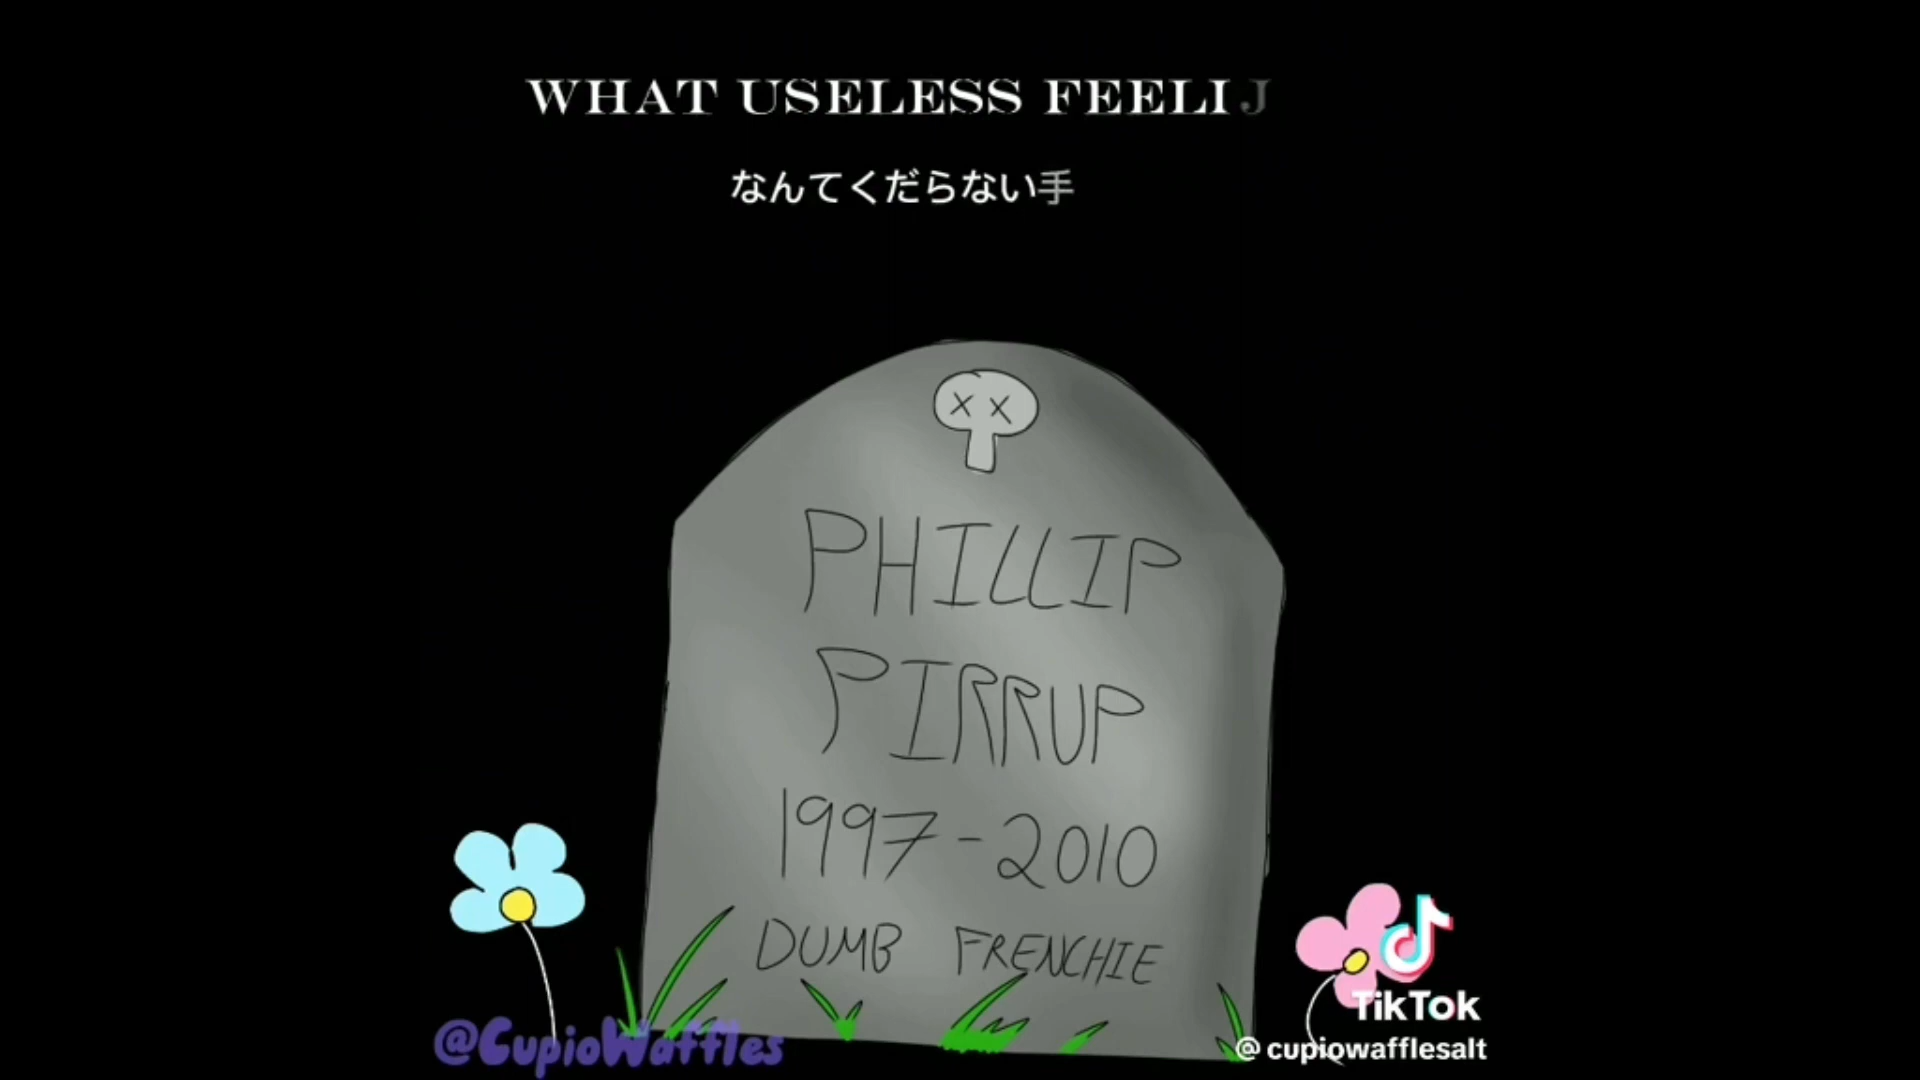 WHAT USELESS FEELI J
なんてくだらない手
PHILLIP
PIRRUP
1997-2010
DUMB FRENCHIE
@CupioWaffles
TikTok
@cupiowafflesalt